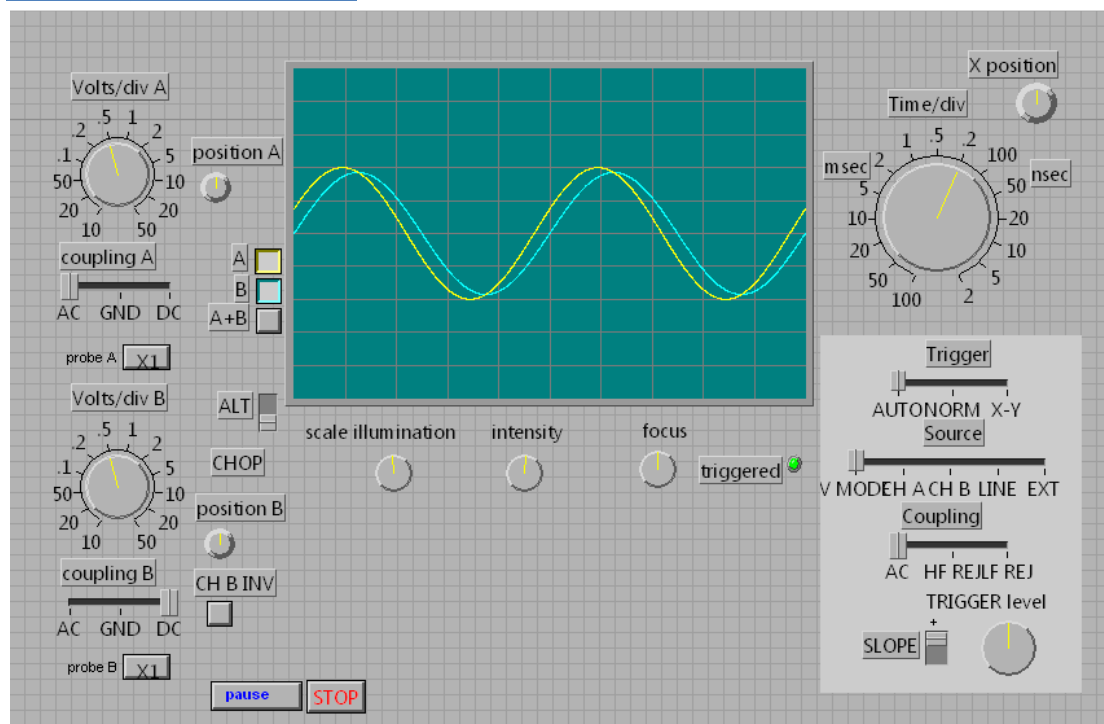 X position
Volts/div A
Time/div
.5 1
.2 2
.1 5
50 10
20 20
10 50
position A
1 .5 .2
m sec 2 100 nsec
5 50
10 20
20 10
50 5
100 2
coupling A
AC GND DC
A
B
A+B
probe A X1
Volts/div B
.5 1
.2 2
.1 5
50 10
20 20
10 50
ALT
CHOP
scale illumination intensity focus
triggered
position B
coupling B
AC GND DC
CH B INV
probe B X1
pause STOP
Trigger
AUTO NORM X-Y
Source
V MODE CH A CH B LINE EXT
Coupling
AC HF REJ LF REJ
TRIGGER level
+
SLOPE